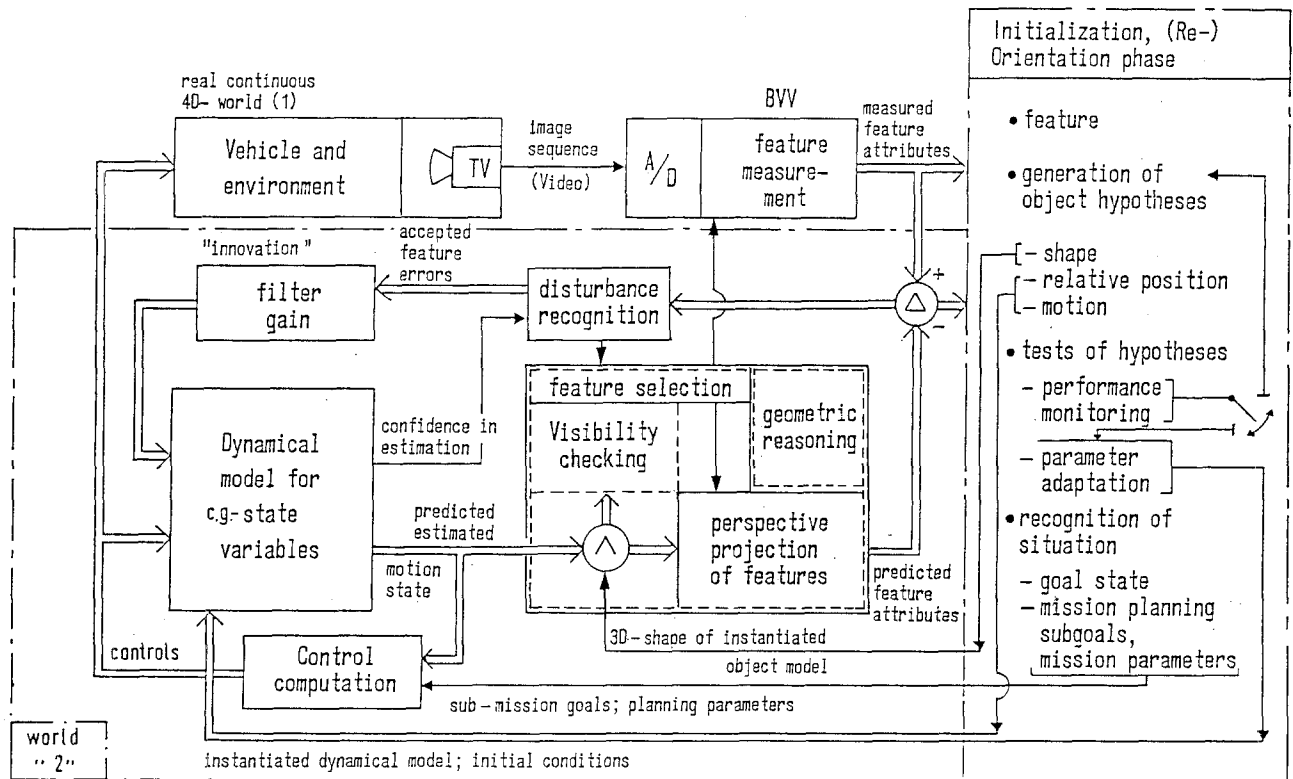 Initialization, (Re-)
Orientation phase
real continuous
4D- world (1)
Vehicle and
environment
TV
image
sequence
(Video)
BVV
A/D
feature
measure-
ment
measured
feature
attributes
• feature
• generation of
object hypotheses
- shape
- relative position
- motion
• tests of hypotheses
- performance
monitoring
- parameter
adaptation
• recognition of
situation
- goal state
- mission planning
subgoals,
mission parameters
"innovation"
filter
gain
accepted
feature
errors
disturbance
recognition
+
Δ
-
feature selection
geometric
reasoning
Visibility
checking
Λ
perspective
projection
of features
predicted
feature
attributes
Dynamical
model for
c.g.-state
variables
confidence in
estimation
predicted
estimated
motion
state
3D-shape of instantiated
object model
controls
Control
computation
sub-mission goals; planning parameters
world
"2"
instantiated dynamical model; initial conditions